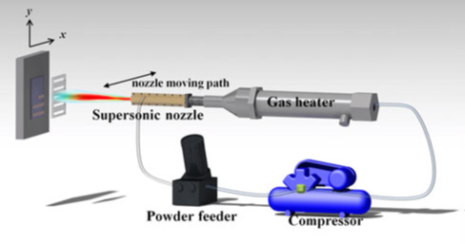 y
x
nozzle moving path
Gas heater
Supersonic nozzle
Powder feeder
Compressor